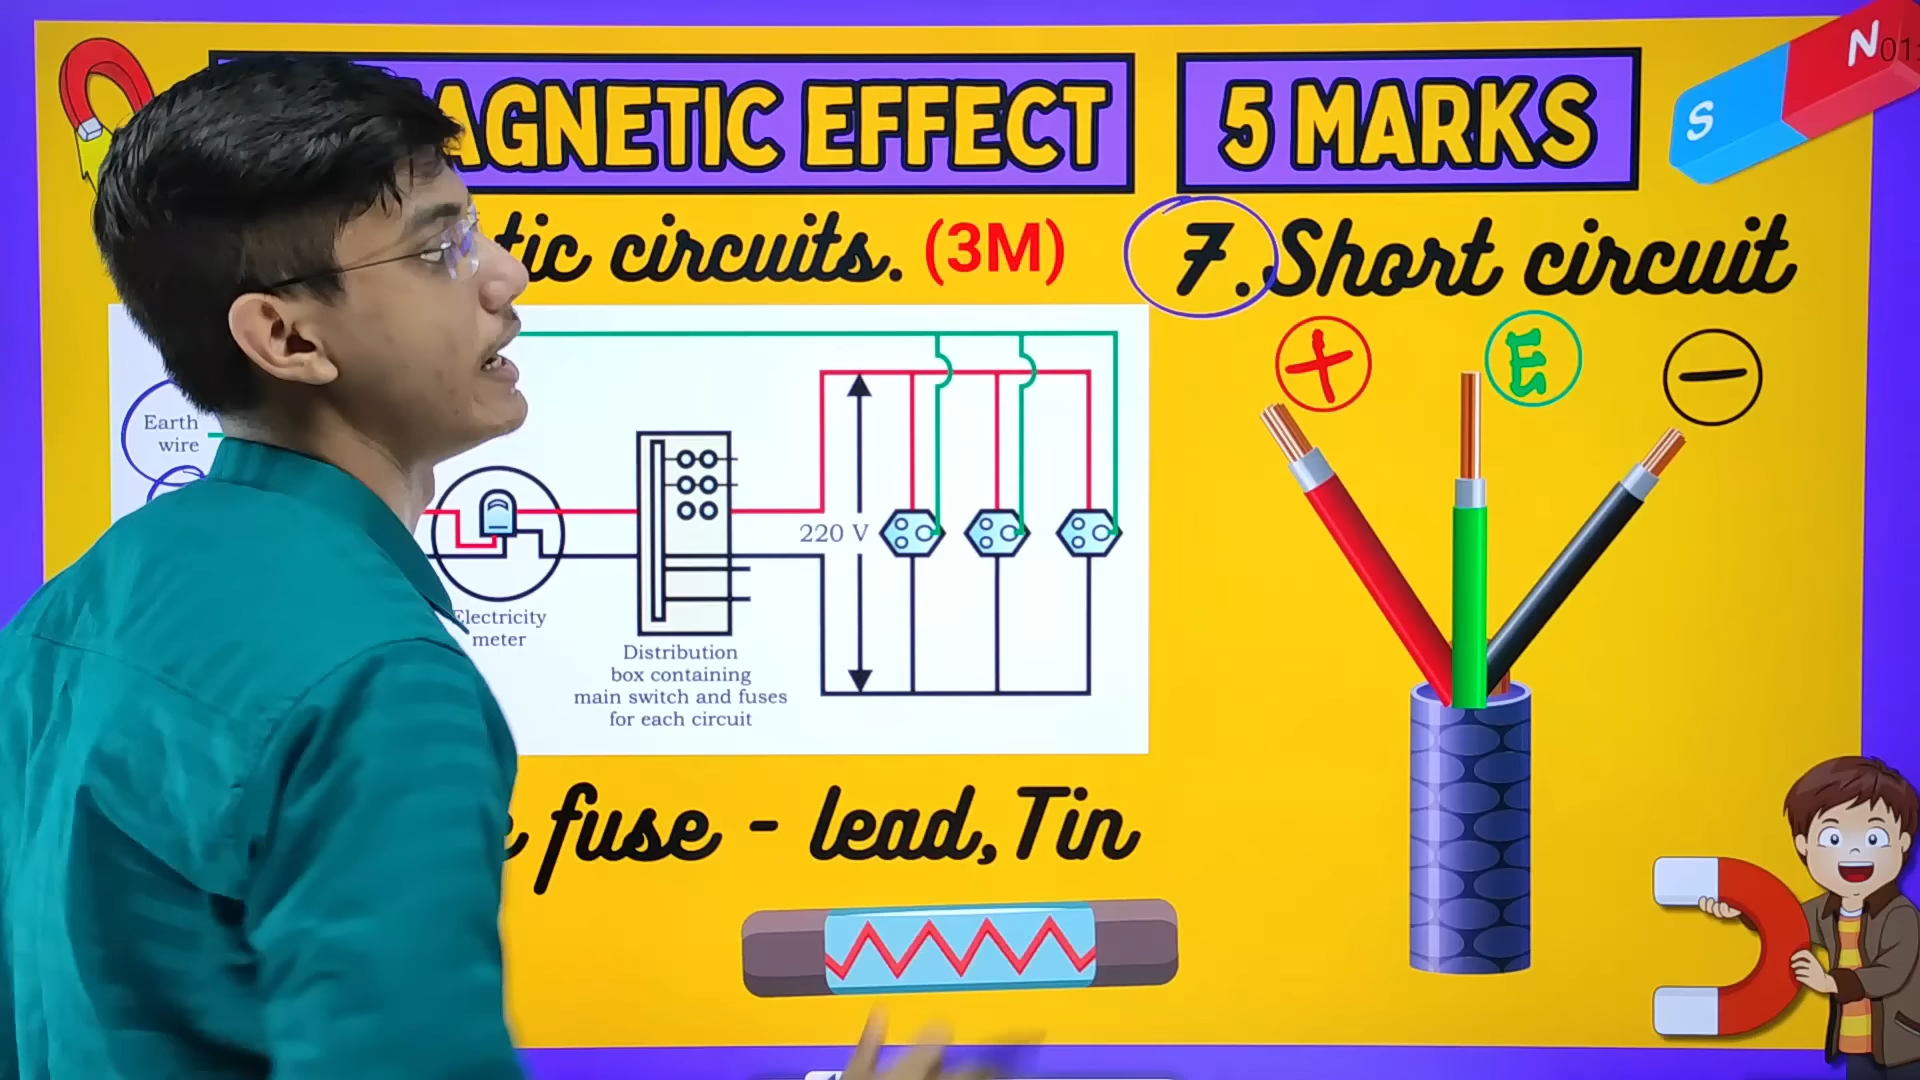 AGNETIC EFFECT
5 MARKS
S
N
01:
tic circuits. (3M)
7. Short circuit
+
E
−
Earth
wire
220 V
Electricity
meter
Distribution
box containing
main switch and fuses
for each circuit
fuse - lead, Tin